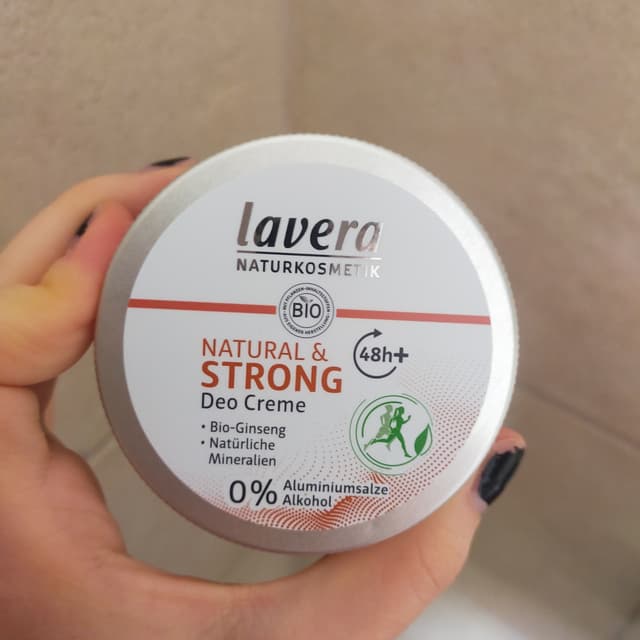 lavera
NATURKOSMETIK
BIO
NATURAL &
STRONG
48h+
Deo Creme
• Bio-Ginseng
• Natürliche
Mineralien
0% Aluminiumsalze
Alkohol